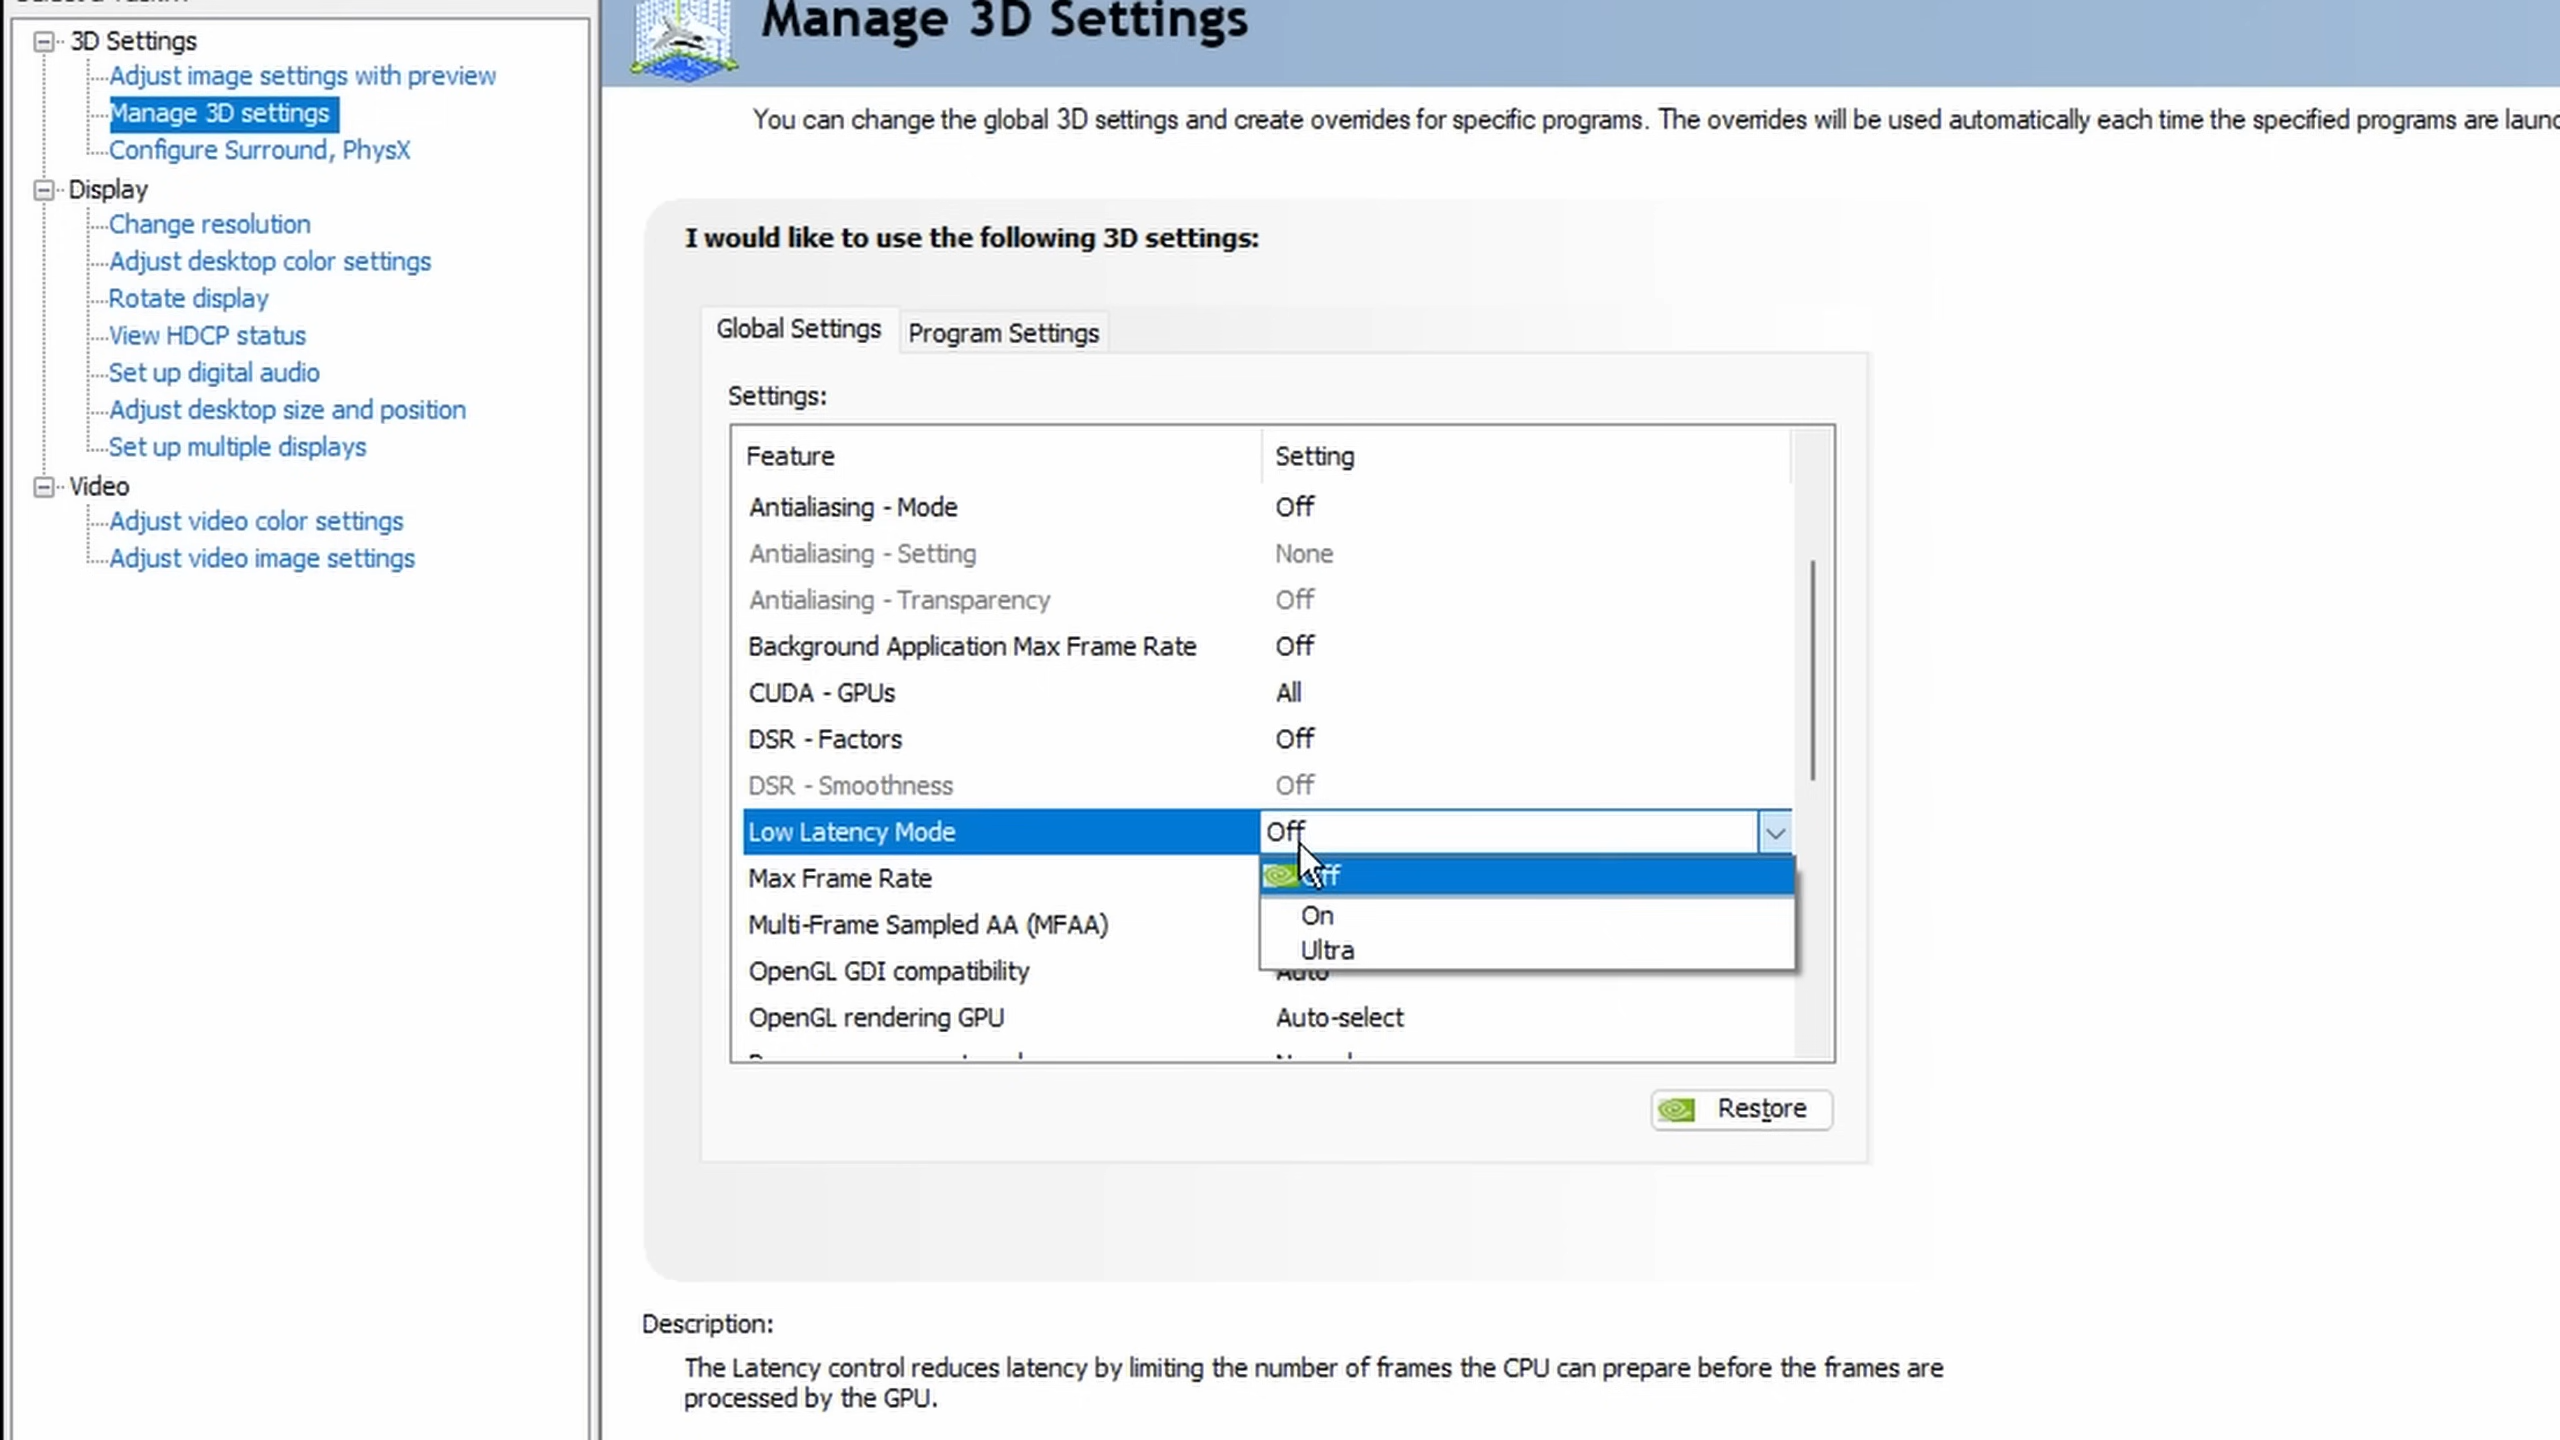 3D Settings
Adjust image settings with preview
Manage 3D settings
Configure Surround, PhysX
Display
Change resolution
Adjust desktop color settings
Rotate display
View HDCP status
Set up digital audio
Adjust desktop size and position
Set up multiple displays
Video
Adjust video color settings
Adjust video image settings
Manage 3D Settings
You can change the global 3D settings and create overrides for specific programs. The overrides will be used automatically each time the specified programs are
I would like to use the following 3D settings:
Global Settings Program Settings
Settings:
Feature Setting
Antialiasing - Mode Off
Antialiasing - Setting None
Antialiasing - Transparency Off
Background Application Max Frame Rate Off
CUDA - GPUs All
DSR - Factors Off
DSR - Smoothness Off
Low Latency Mode Off
Max Frame Rate Off
On
Multi-Frame Sampled AA (MFAA)
Ultra
OpenGL GDI compatibility Auto
OpenGL rendering GPU Auto-select
Restore
Description:
The Latency control reduces latency by limiting the number of frames the CPU can prepare before the frames are
processed by the GPU.